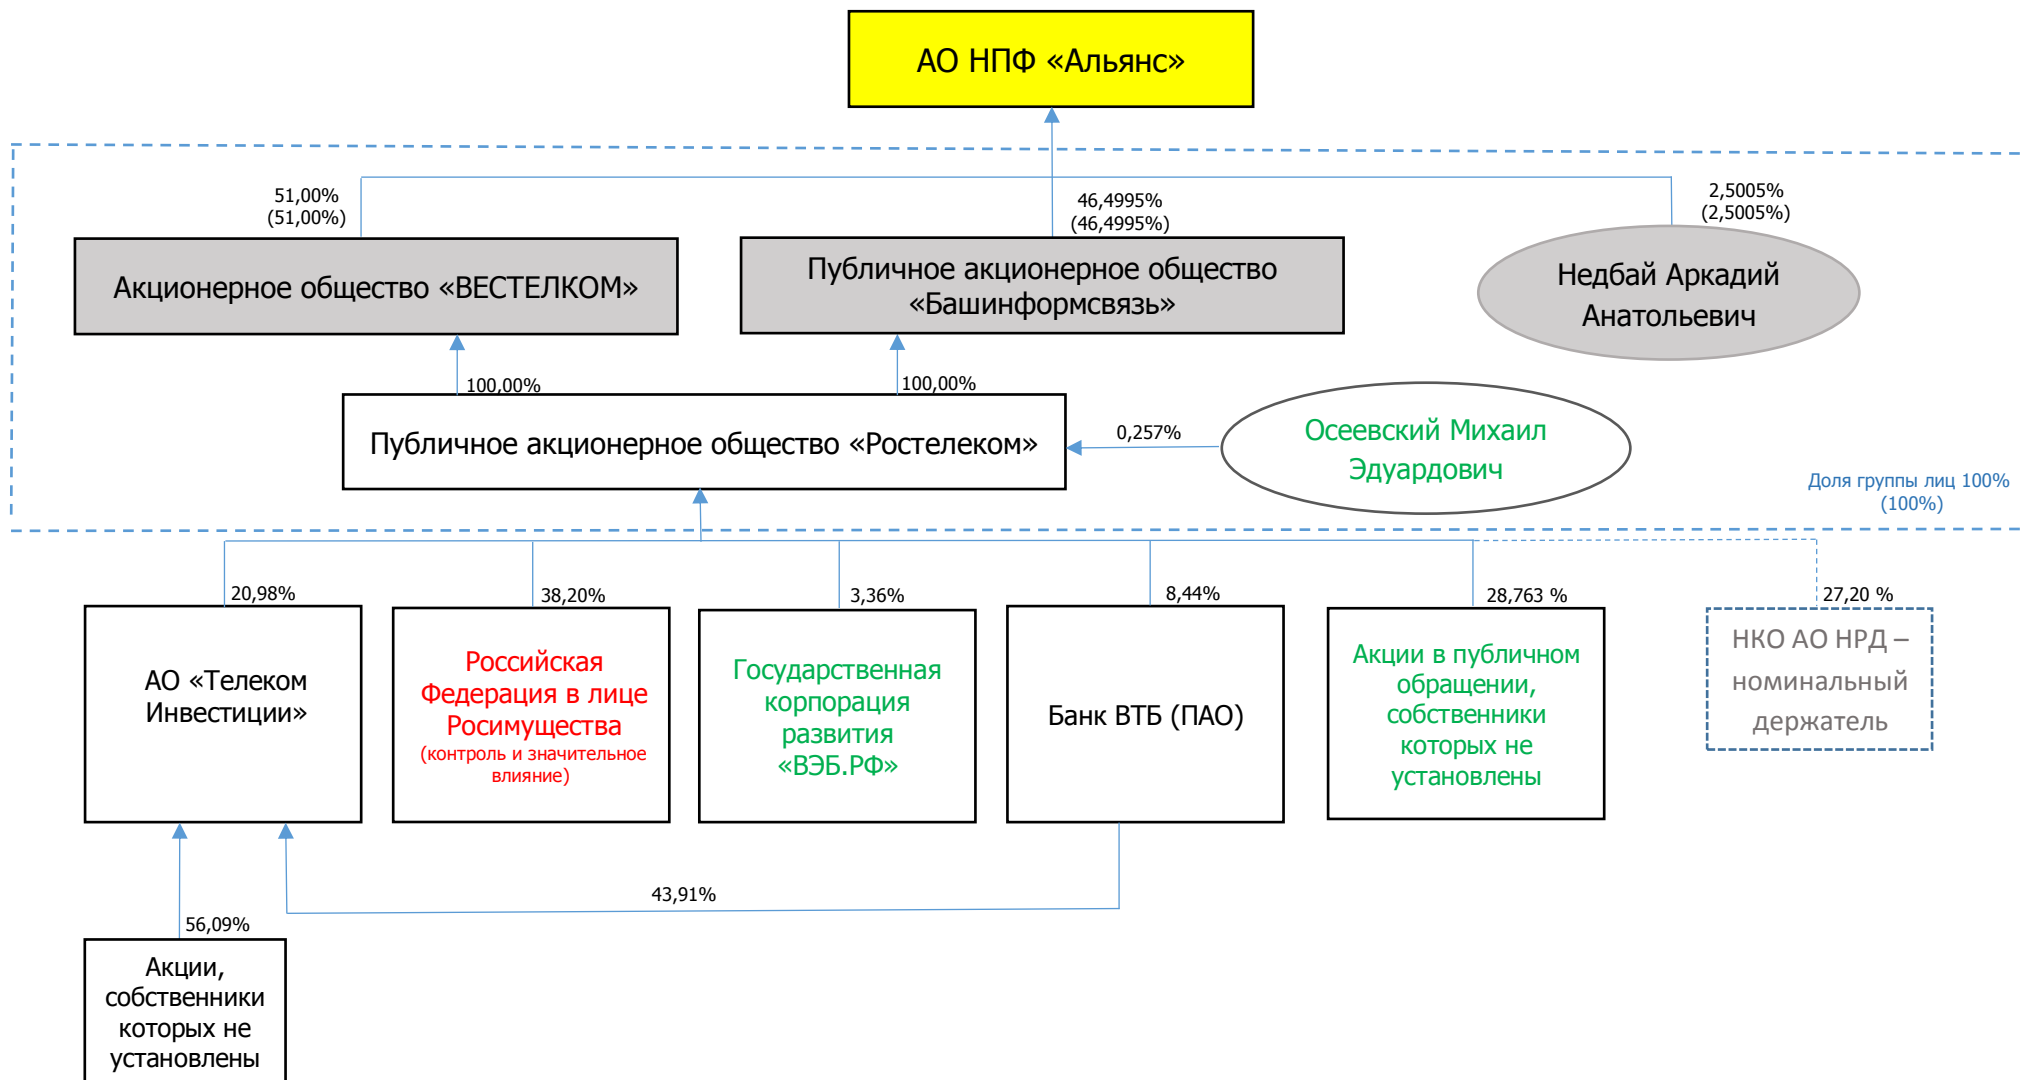 АО НПФ «Альянс»
51,00%
(51,00%)
46,4995%
(46,4995%)
2,5005%
(2,5005%)
Акционерное общество «ВЕСТЕЛКОМ»
Публичное акционерное общество
«Башинформсвязь»
Недбай Аркадий
Анатольевич
100,00%
100,00%
Публичное акционерное общество «Ростелеком»
0,257%
Осеевский Михаил
Эдуардович
Доля группы лиц 100%
(100%)
20,98%
38,20%
3,36%
8,44%
28,763 %
27,20 %
АО «Телеком
Инвестиции»
Российская
Федерация в лице
Росимущества
(контроль и значительное
влияние)
Государственная
корпорация
развития
«ВЭБ.РФ»
Банк ВТБ (ПАО)
Акции в публичном
обращении,
собственники
которых не
установлены
НКО АО НРД –
номинальный
держатель
43,91%
56,09%
Акции,
собственники
которых не
установлены